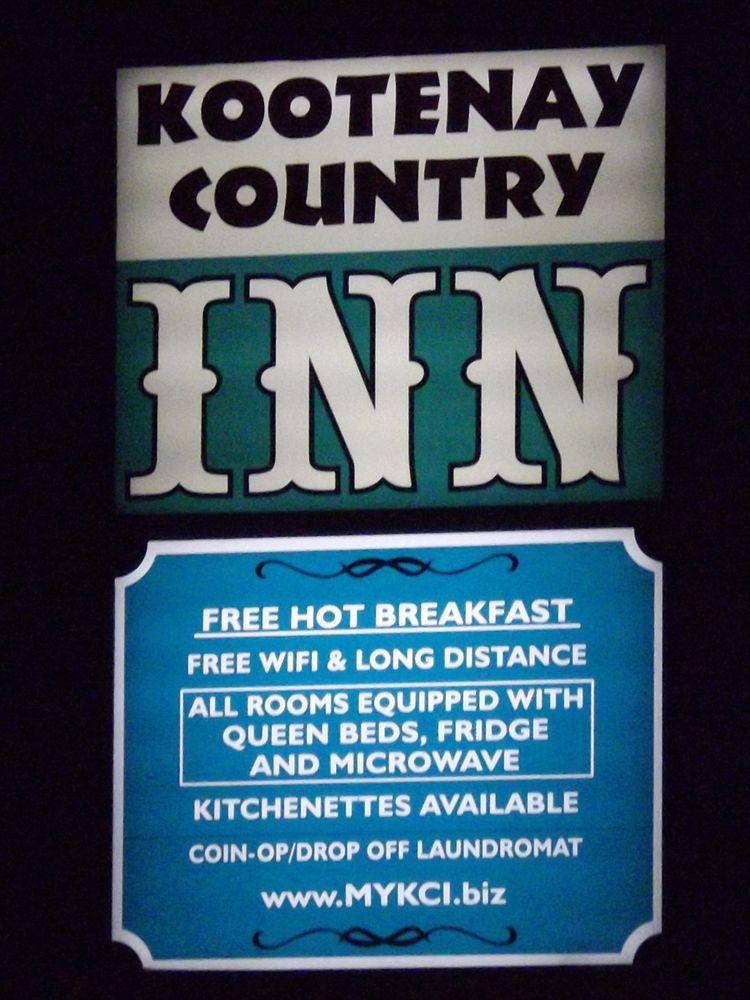 KOOTENAY
COUNTRY
INN
FREE HOT BREAKFAST
FREE WIFI & LONG DISTANCE
ALL ROOMS EQUIPPED WITH
QUEEN BEDS, FRIDGE
AND MICROWAVE
KITCHENETTES AVAILABLE
COIN-OP/DROP OFF LAUNDROMAT
www.MYKCI.biz